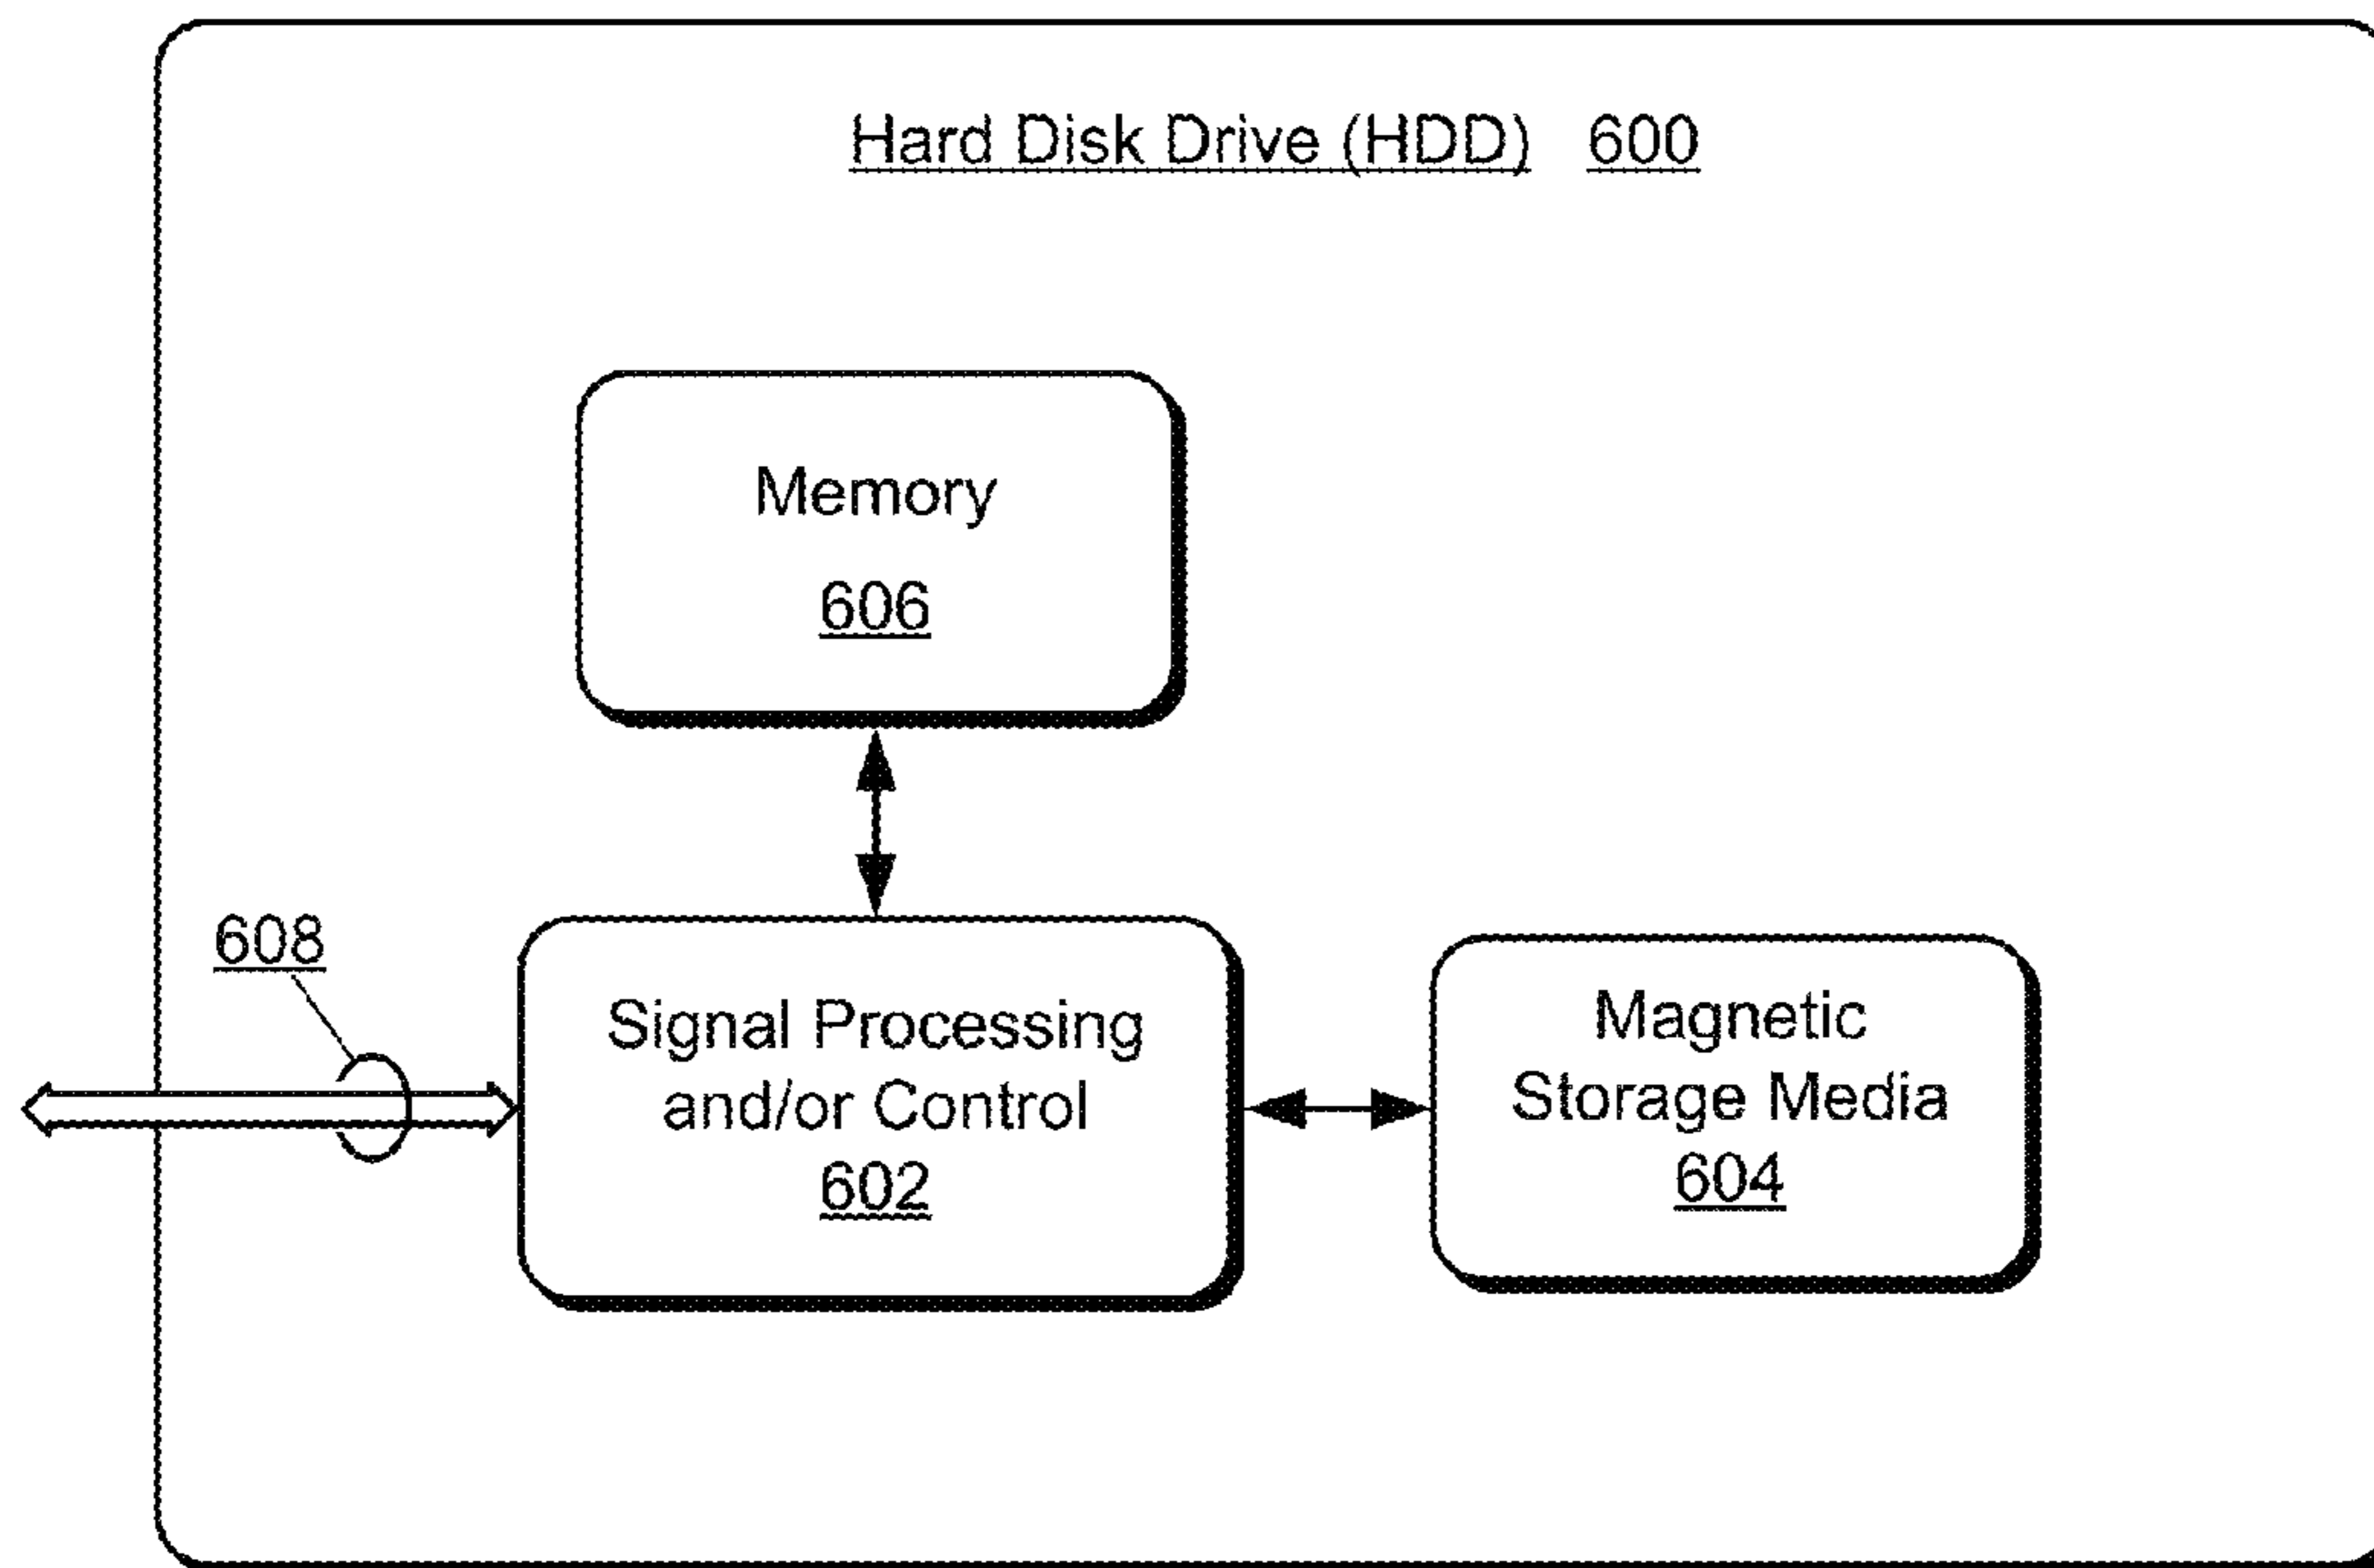 Hard Disk Drive (HDD) 600
Memory
606
608
Signal Processing
and/or Control
602
Magnetic
Storage Media
604